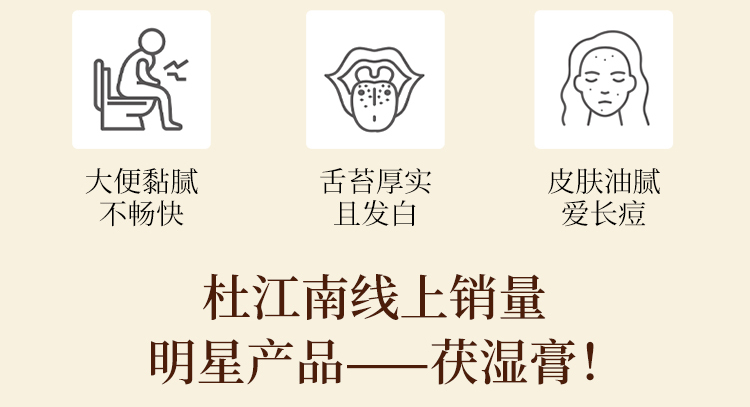 大便黏腻
不畅快
舌苔厚实
且发白
皮肤油腻
爱长痘
杜江南线上销量
明星产品——茯湿膏！